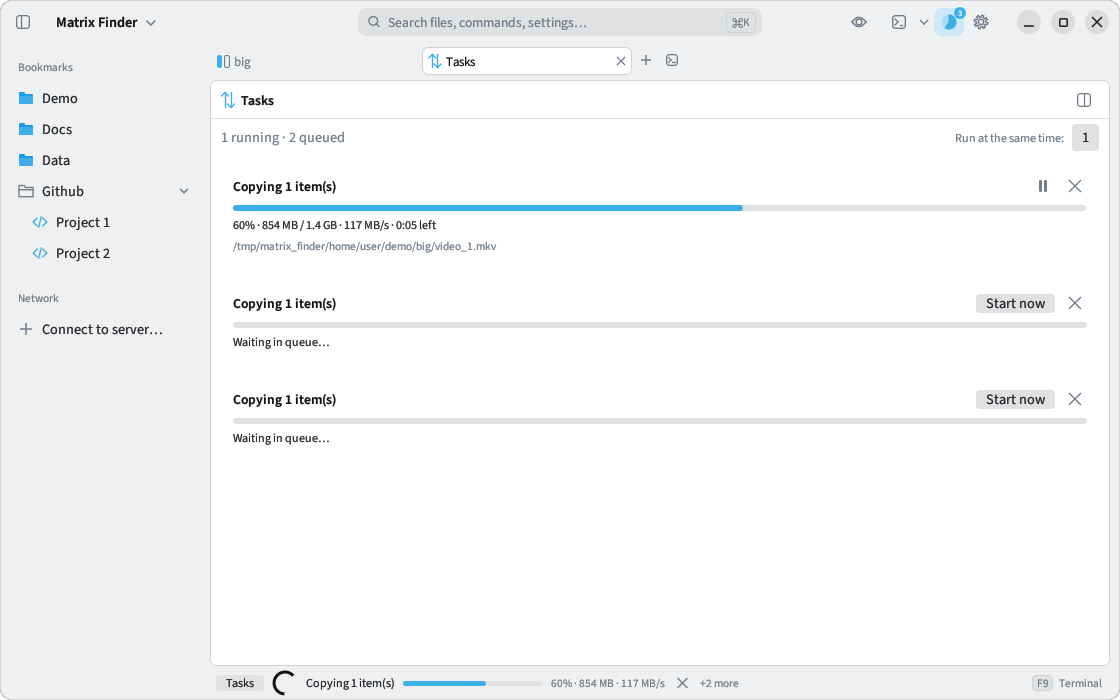 Matrix Finder
Search files, commands, settings…
⌘K
3
Bookmarks
Demo
Docs
Data
Github
Project 1
Project 2
Network
Connect to server…
big
Tasks
Tasks
1 running · 2 queued
Run at the same time:
1
Copying 1 item(s)
60% · 854 MB / 1.4 GB · 117 MB/s · 0:05 left
/tmp/matrix_finder/home/user/demo/big/video_1.mkv
Copying 1 item(s)
Start now
Waiting in queue…
Copying 1 item(s)
Start now
Waiting in queue…
Tasks
Copying 1 item(s)
60% · 854 MB · 117 MB/s
+2 more
F9
Terminal